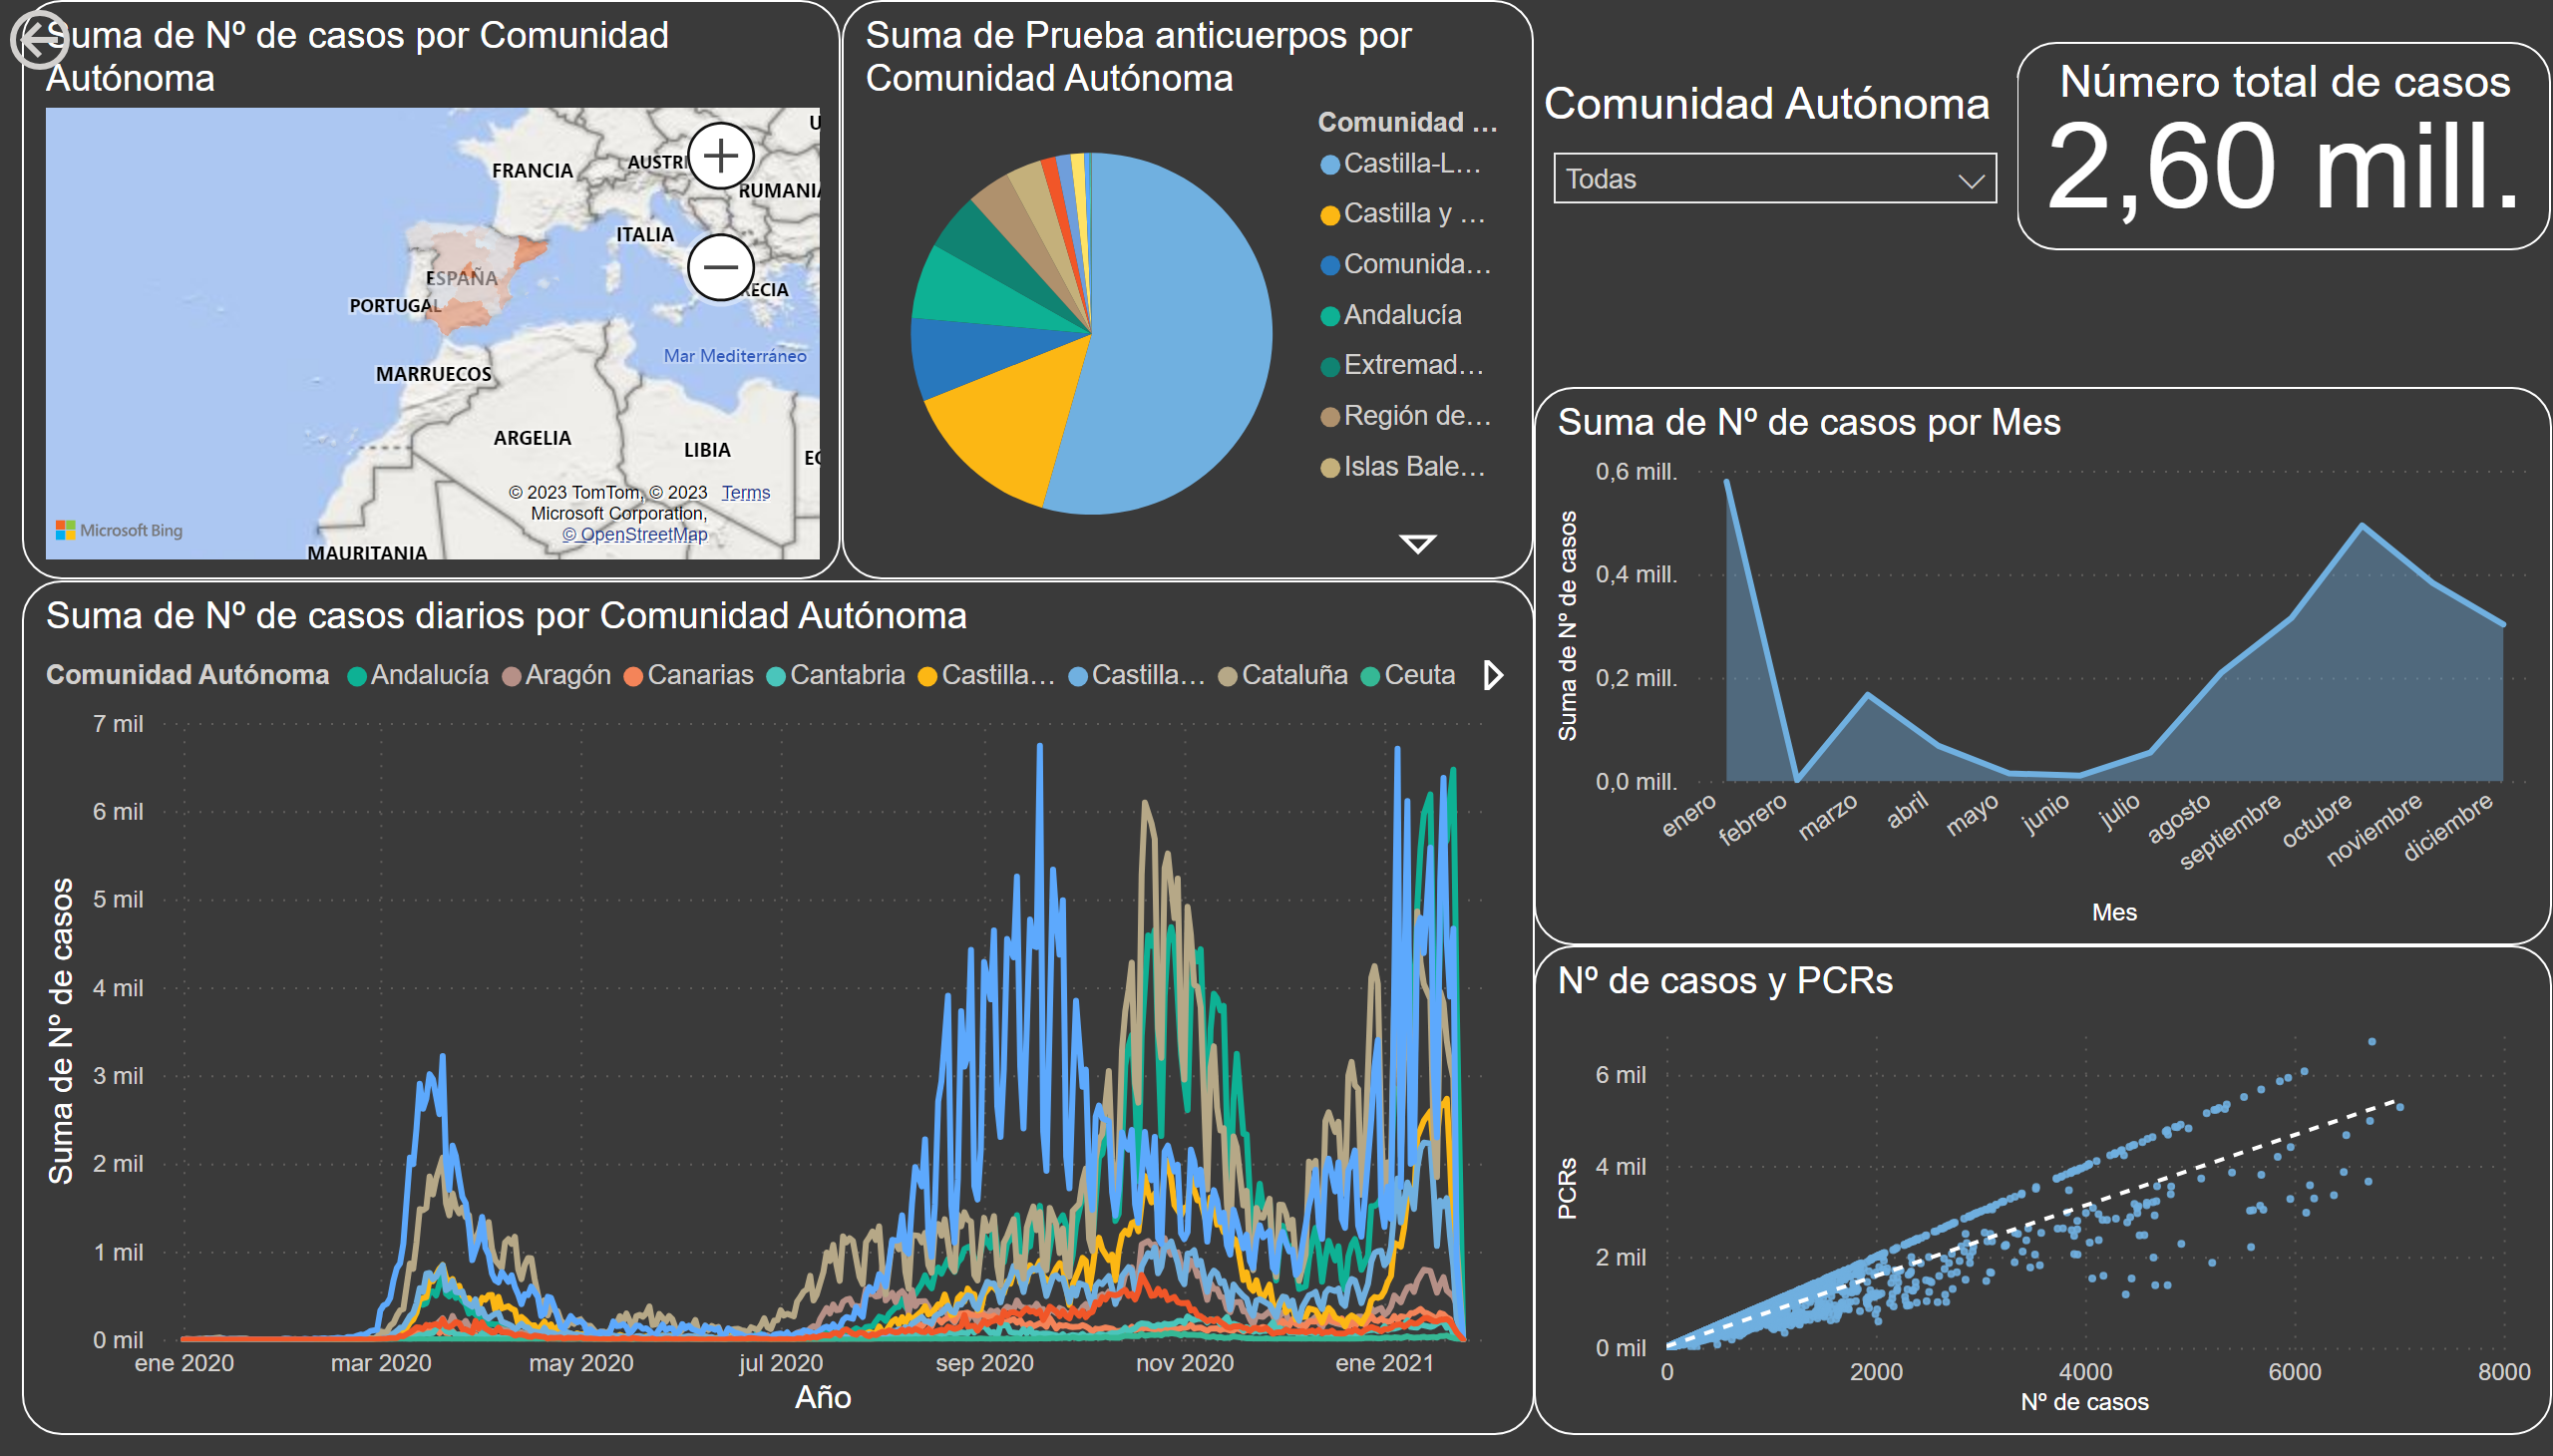 Suma de Nº de casos por Comunidad
Autónoma
FRANCIA
AUSTRI
U
RUMANIA
ITALIA
ESPAÑA
RECIA
PORTUGAL
Mar Mediterráneo
MARRUECOS
ARGELIA
LIBIA
EG
© 2023 TomTom, © 2023 Terms
Microsoft Corporation,
© OpenStreetMap
Microsoft Bing
MAURITANIA
Suma de Prueba anticuerpos por
Comunidad Autónoma
Comunidad ...
Castilla-L...
Castilla y ...
Comunida...
Andalucía
Extremad...
Región de...
Islas Bale...
Comunidad Autónoma
Todas
Número total de casos
2,60 mill.
Suma de Nº de casos por Mes
Suma de Nº de casos
0,6 mill.
0,4 mill.
0,2 mill.
0,0 mill.
enero
febrero
marzo
abril
mayo
junio
julio
agosto
septiembre
octubre
noviembre
diciembre
Mes
Suma de Nº de casos diarios por Comunidad Autónoma
Comunidad Autónoma Andalucía Aragón Canarias Cantabria Castilla... Castilla... Cataluña Ceuta
Suma de Nº de casos
7 mil
6 mil
5 mil
4 mil
3 mil
2 mil
1 mil
0 mil
ene 2020 mar 2020 may 2020 jul 2020 sep 2020 nov 2020 ene 2021
Año
Nº de casos y PCRs
PCRs
6 mil
4 mil
2 mil
0 mil
0 2000 4000 6000 8000
Nº de casos